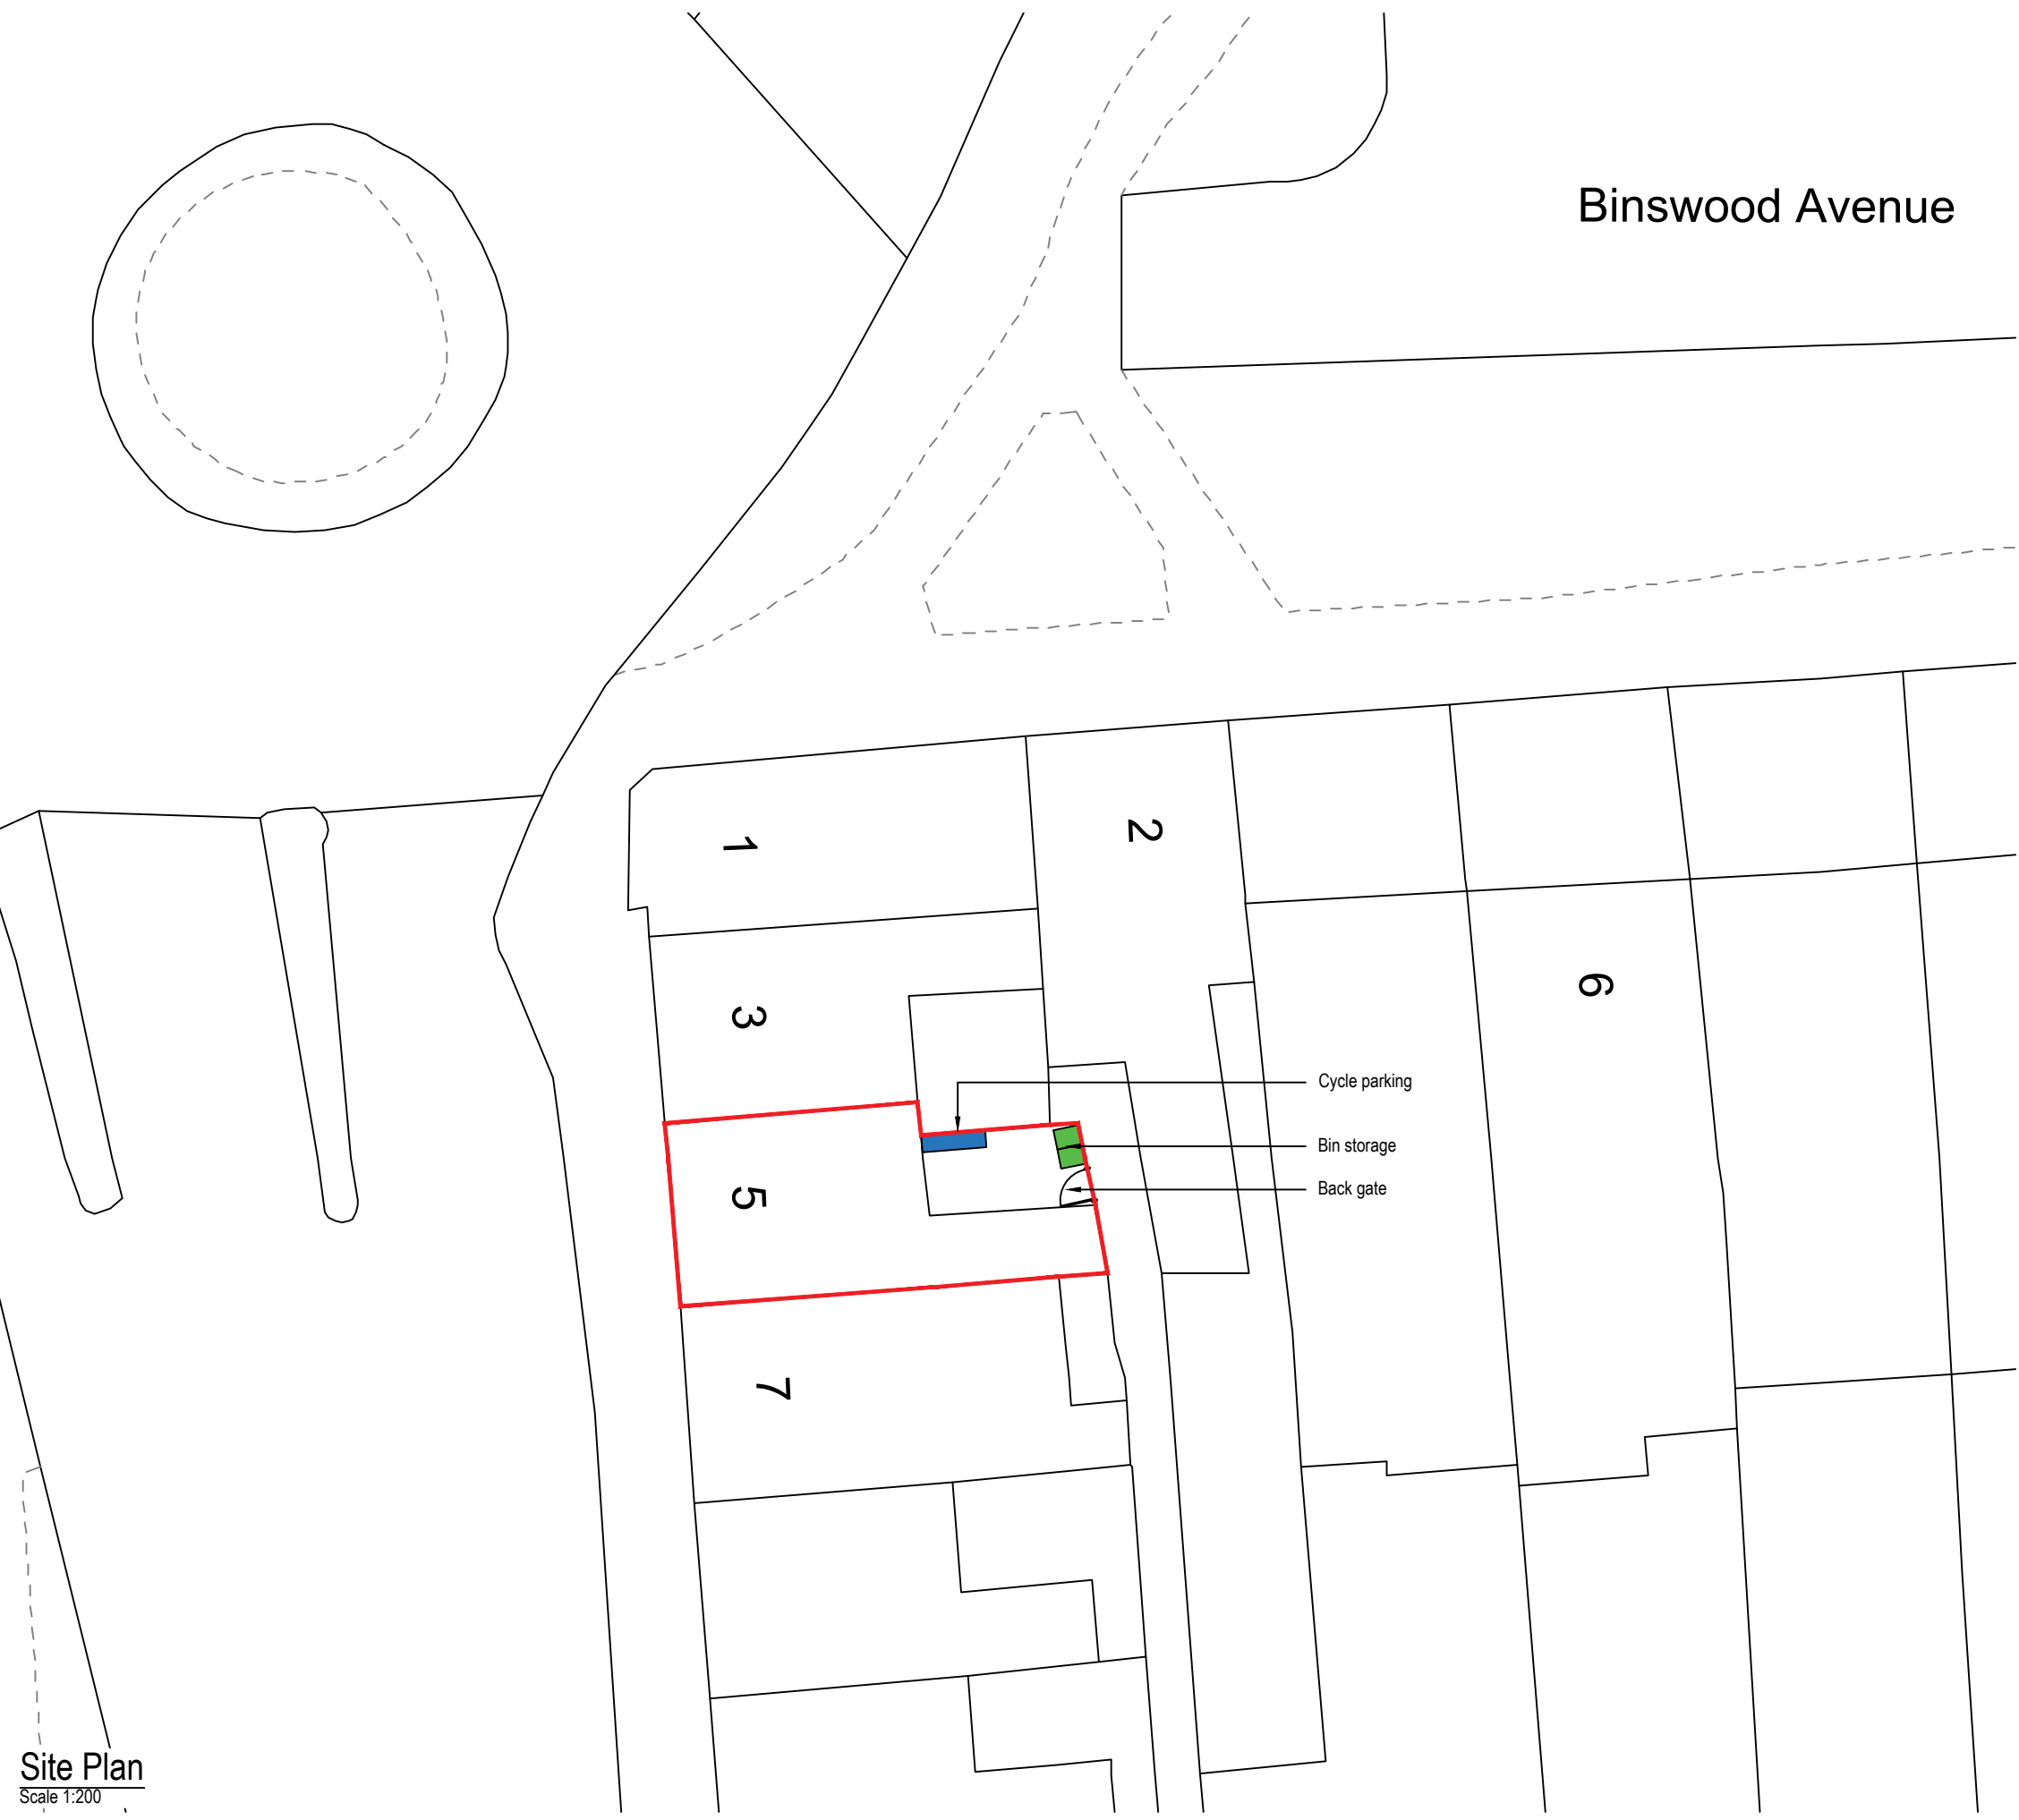 Binswood Avenue
1
2
3
6
Cycle parking
Bin storage
Back gate
5
7
Site Plan
Scale 1:200